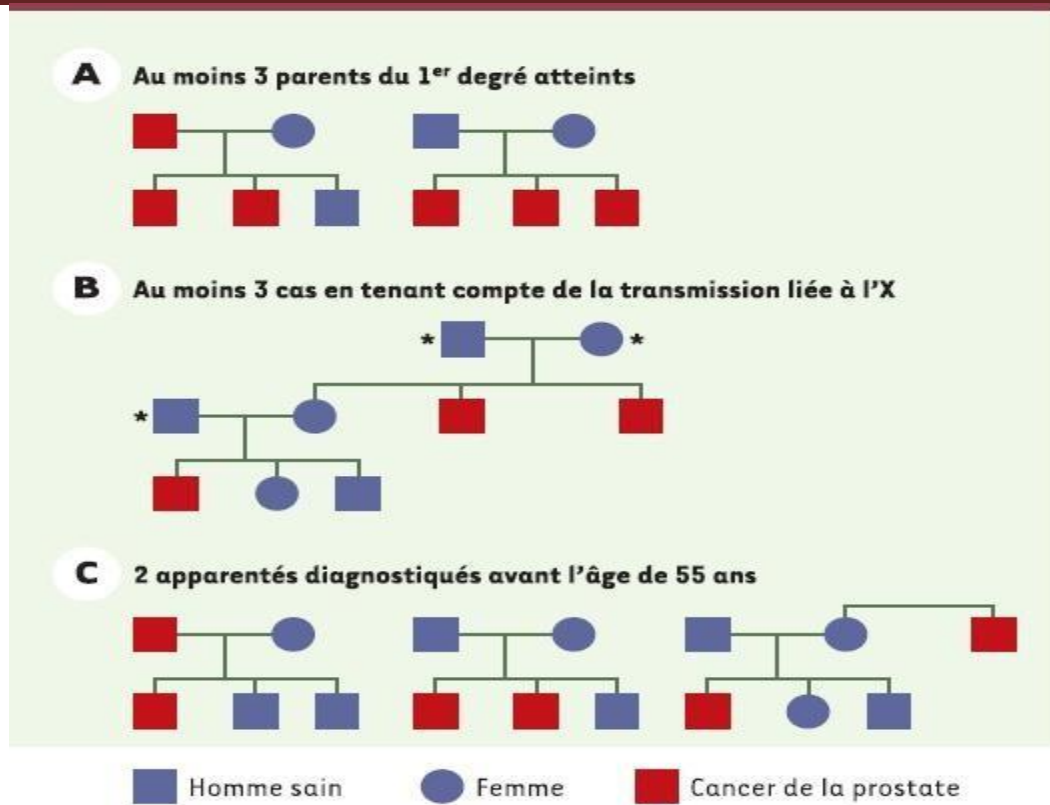 A Au moins 3 parents du 1er degré atteints
B Au moins 3 cas en tenant compte de la transmission liée à l'X
* *
*
C 2 apparentés diagnostiqués avant l'âge de 55 ans
Homme sain Femme Cancer de la prostate